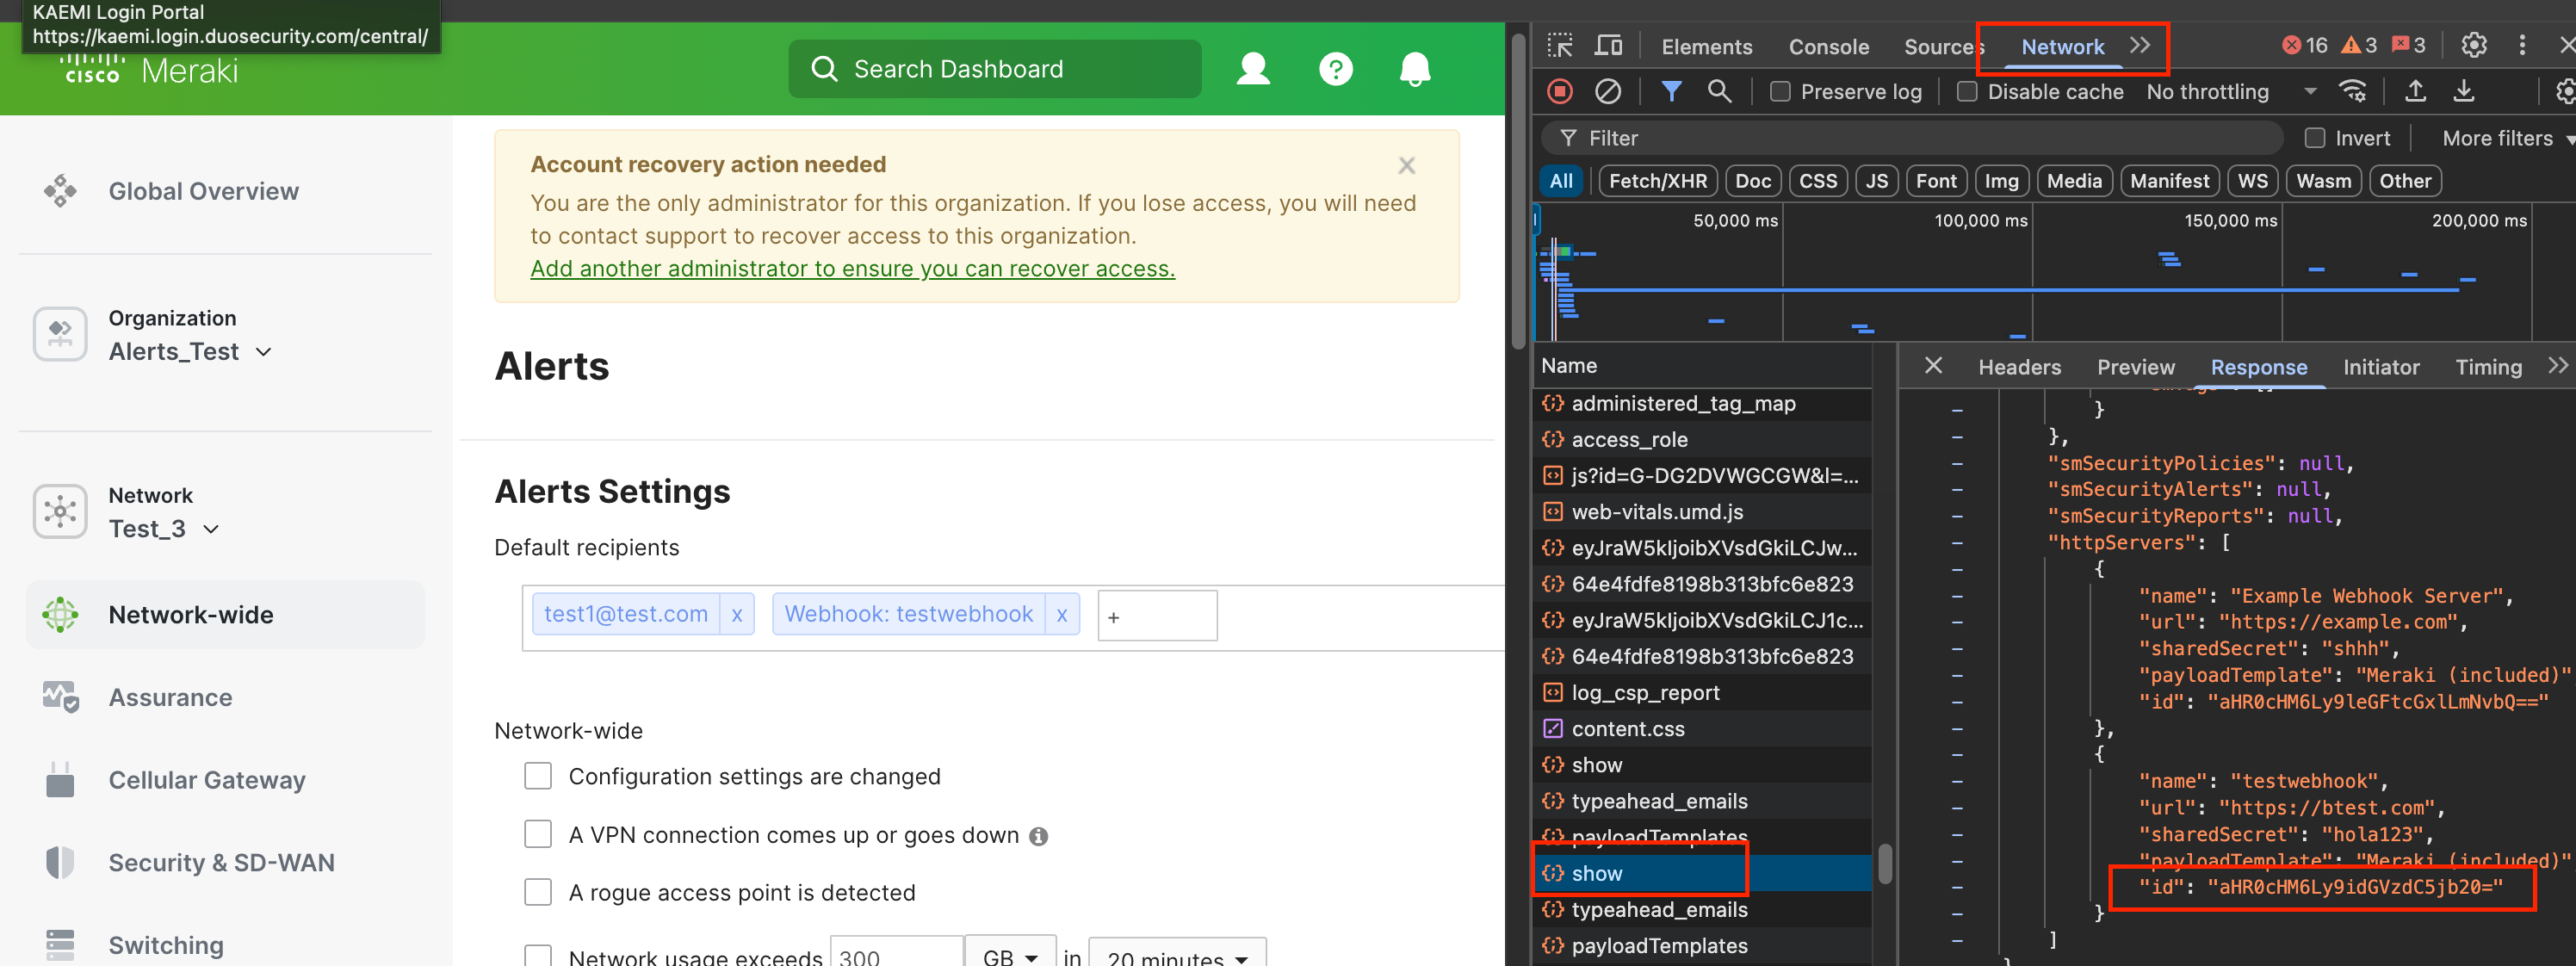 KAEMI Login Portal
https://kaemi.login.duosecurity.com/central/
CISCO Meraki
Search Dashboard
Global Overview
Organization
Alerts_Test
Network
Test_3
Network-wide
Assurance
Cellular Gateway
Security & SD-WAN
Switching
Account recovery action needed
You are the only administrator for this organization. If you lose access, you will need
to contact support to recover access to this organization.
Add another administrator to ensure you can recover access.
Alerts
Alerts Settings
Default recipients
test1@test.com x Webhook: testwebhook x +
Network-wide
Configuration settings are changed
A VPN connection comes up or goes down
A rogue access point is detected
Network usage exceeds 300 GB in 20 minutes
Elements Console Sources Network 16 3 3
Preserve log Disable cache No throttling
Filter Invert More filters
All Fetch/XHR Doc CSS JS Font Img Media Manifest WS Wasm Other
50,000 ms 100,000 ms 150,000 ms 200,000 ms
Name
administered_tag_map
access_role
js?id=G-DG2DVWGCGW&l=...
web-vitals.umd.js
eyJraW5kIjoibXVsdGkiLCJw...
64e4fdfe8198b313bfc6e823
eyJraW5kIjoibXVsdGkiLCJ1c...
64e4fdfe8198b313bfc6e823
log_csp_report
content.css
show
typeahead_emails
payloadTemplates
show
typeahead_emails
payloadTemplates
Headers Preview Response Initiator Timing
}
},
"smSecurityPolicies": null,
"smSecurityAlerts": null,
"smSecurityReports": null,
"httpServers": [
{
"name": "Example Webhook Server",
"url": "https://example.com",
"sharedSecret": "shhh",
"payloadTemplate": "Meraki (included)"
"id": "aHR0cHM6Ly9leGFtcGxlLmNvbQ=="
},
{
"name": "testwebhook",
"url": "https://btest.com",
"sharedSecret": "hola123",
"payloadTemplate": "Meraki (included)"
"id": "aHR0cHM6Ly9idGVzdC5jb20="
}
]